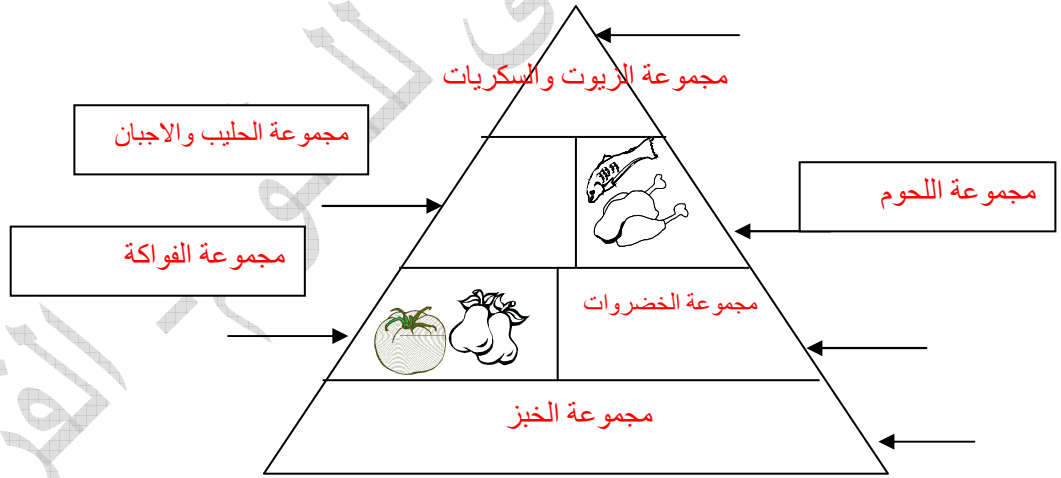 مجموعة الزيوت والسكريات
مجموعة الحليب والاجبان
مجموعة اللحوم
مجموعة الفواكة
مجموعة الخضروات
مجموعة الخبز